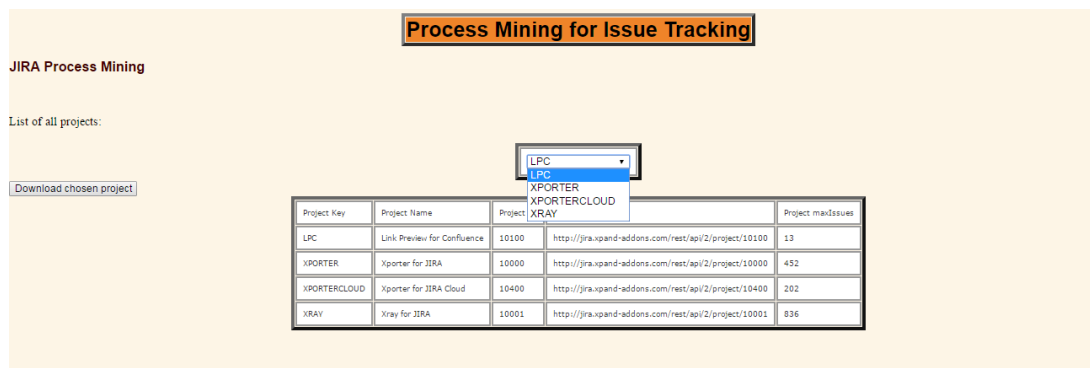 Process Mining for Issue Tracking
JIRA Process Mining
List of all projects:
LPC
LPC
XPORTER
XPORTERCLOUD
XRAY
Download chosen project
Project Key Project Name Project Project maxIssues
LPC Link Preview for Confluence 10100 http://jira.xpand-addons.com/rest/api/2/project/10100 13
XPORTER Xporter for JIRA 10000 http://jira.xpand-addons.com/rest/api/2/project/10000 452
XPORTERCLOUD Xporter for JIRA Cloud 10400 http://jira.xpand-addons.com/rest/api/2/project/10400 202
XRAY Xray for JIRA 10001 http://jira.xpand-addons.com/rest/api/2/project/10001 836